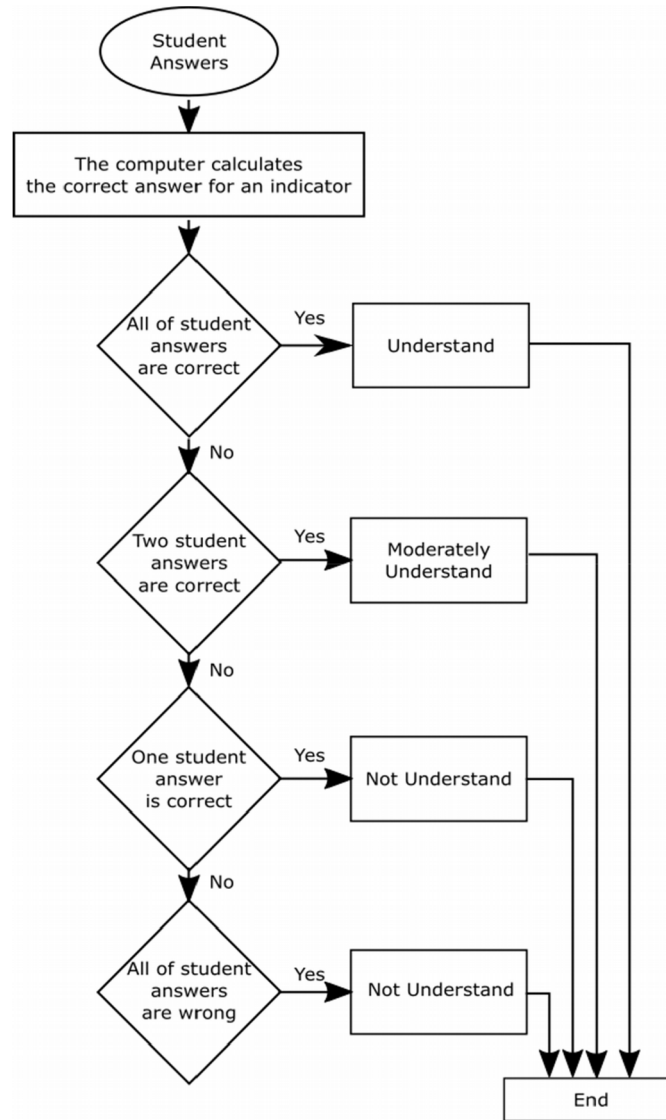 Student
Answers
The computer calculates
the correct answer for an indicator
All of student
answers
are correct
Yes
Understand
No
Two student
answers
are correct
Yes
Moderately
Understand
No
One student
answer
is correct
Yes
Not Understand
No
All of student
answers
are wrong
Yes
Not Understand
End